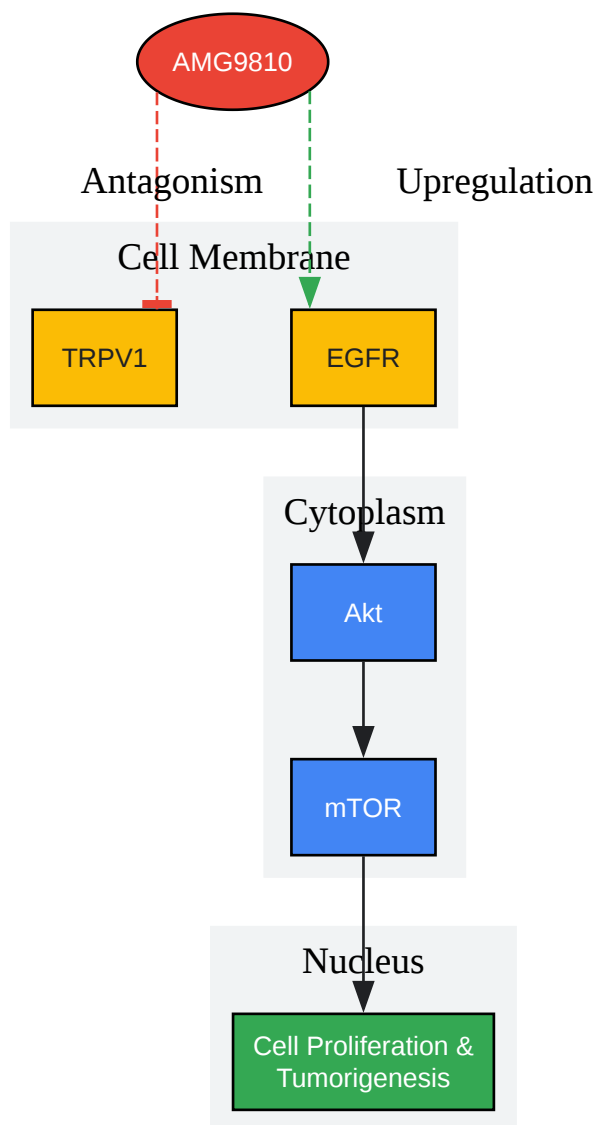 AMG9810
Antagonism
Upregulation
Cell Membrane
TRPV1
EGFR
Cytoplasm
Akt
mTOR
Nucleus
Cell Proliferation &
Tumorigenesis